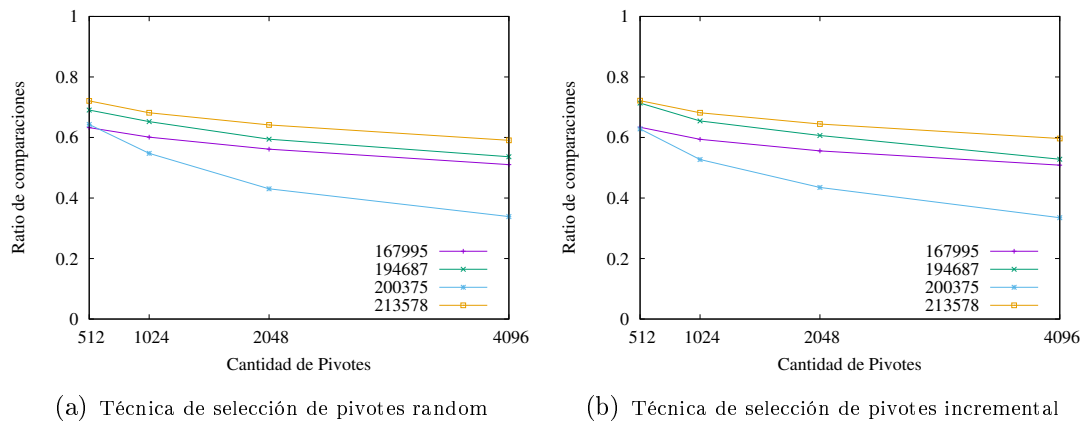 1
0.8
0.6
0.4
0.2
0
Ratio de comparaciones
512 1024 2048 4096
Cantidad de Pivotes
167995
194687
200375
213578
(a) Técnica de selección de pivotes random
1
0.8
0.6
0.4
0.2
0
Ratio de comparaciones
512 1024 2048 4096
Cantidad de Pivotes
167995
194687
200375
213578
(b) Técnica de selección de pivotes incremental